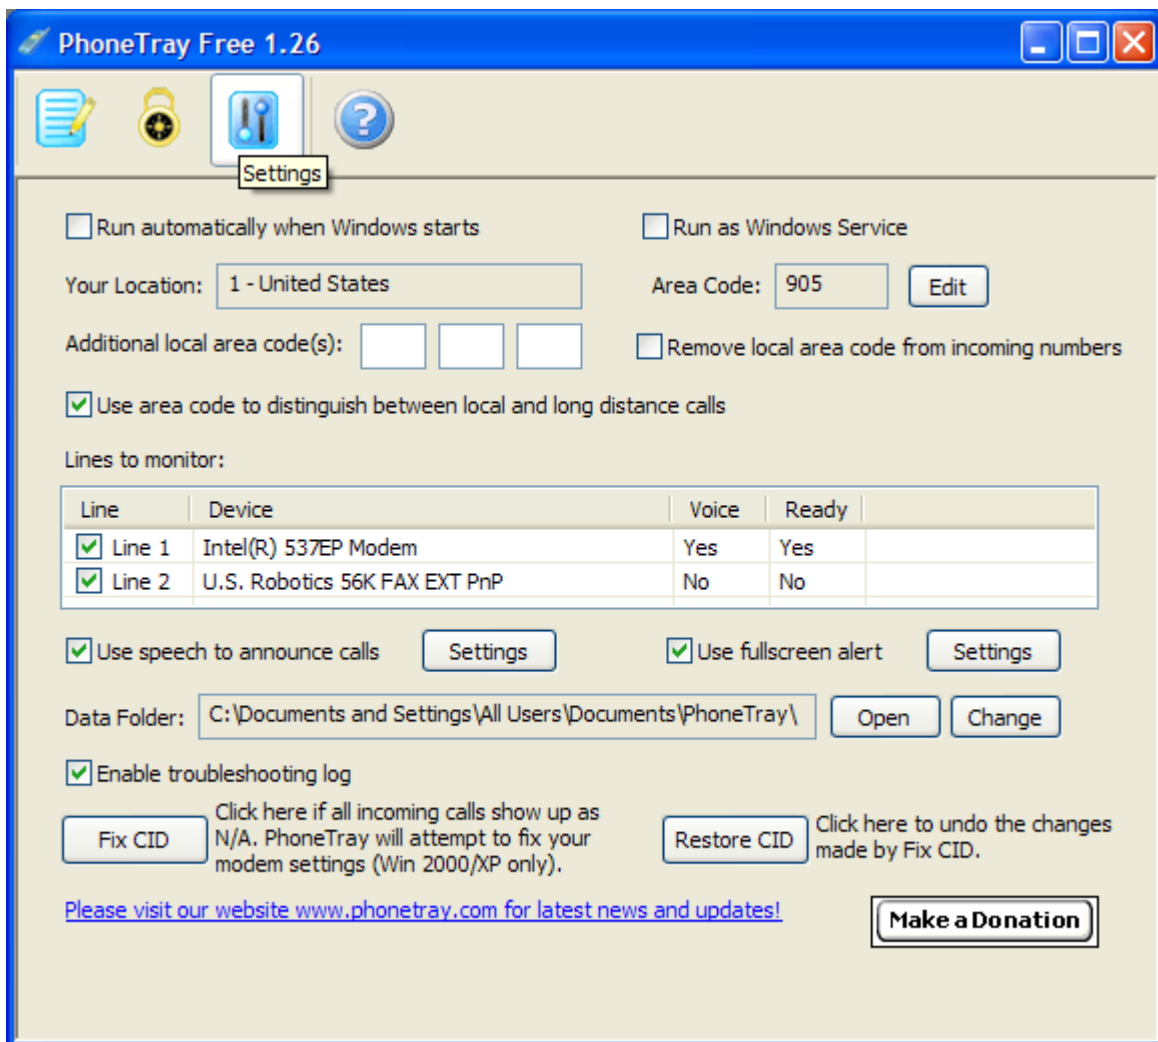 PhoneTray Free 1.26
?
Settings
Run automatically when Windows starts
Run as Windows Service
Your Location: 1 - United States
Area Code: 905 Edit
Additional local area code(s):
Remove local area code from incoming numbers
Use area code to distinguish between local and long distance calls
Lines to monitor:
Line Device Voice Ready
Line 1 Intel(R) 537EP Modem Yes Yes
Line 2 U.S. Robotics 56K FAX EXT PnP No No
Use speech to announce calls Settings
Use fullscreen alert Settings
Data Folder: C:\Documents and Settings\All Users\Documents\PhoneTray\ Open Change
Enable troubleshooting log
Fix CID
Click here if all incoming calls show up as
N/A. PhoneTray will attempt to fix your
modem settings (Win 2000/XP only).
Restore CID
Click here to undo the changes
made by Fix CID.
Please visit our website www.phonetray.com for latest news and updates!
Make a Donation